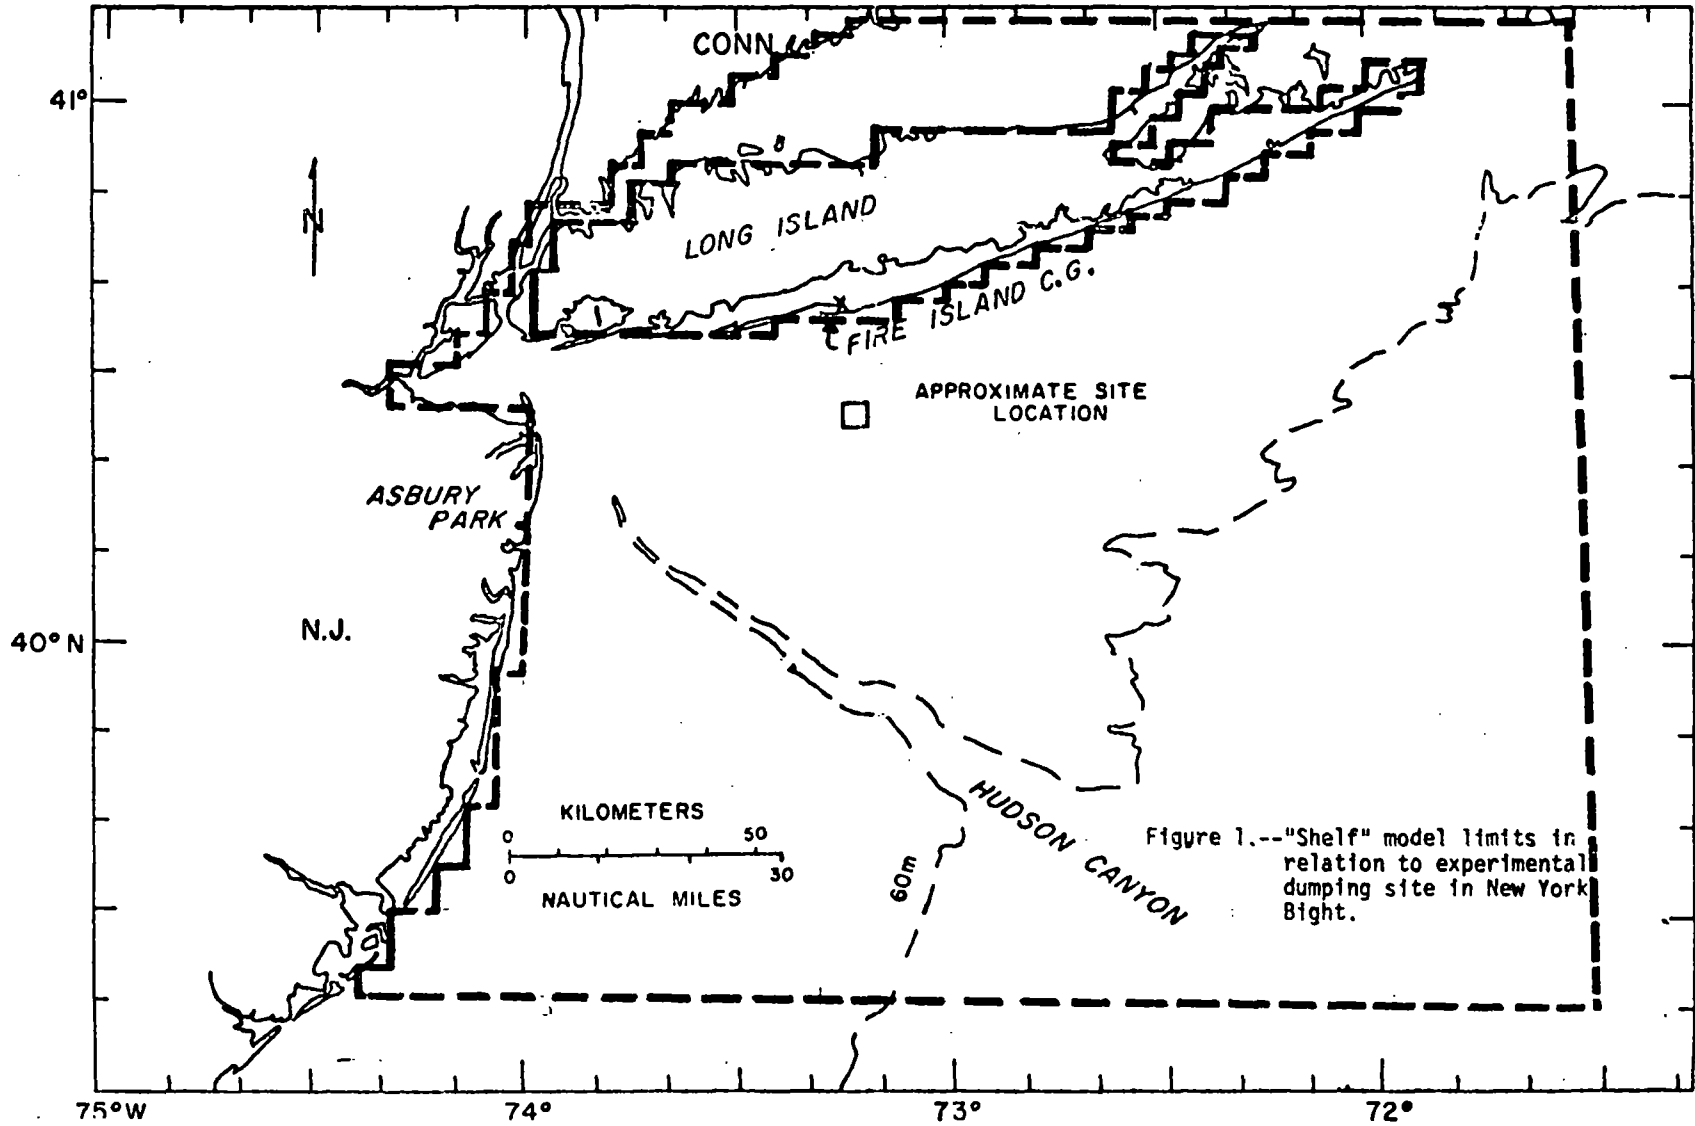 CONN
41°
N
LONG ISLAND
FIRE ISLAND C.G.
APPROXIMATE SITE
LOCATION
ASBURY
PARK
N.J.
40° N
KILOMETERS
0 50
0 30
NAUTICAL MILES
60m
HUDSON CANYON
Figure 1.--"Shelf" model limits in
relation to experimental
dumping site in New York
Bight.
75°W 74° 73° 72°